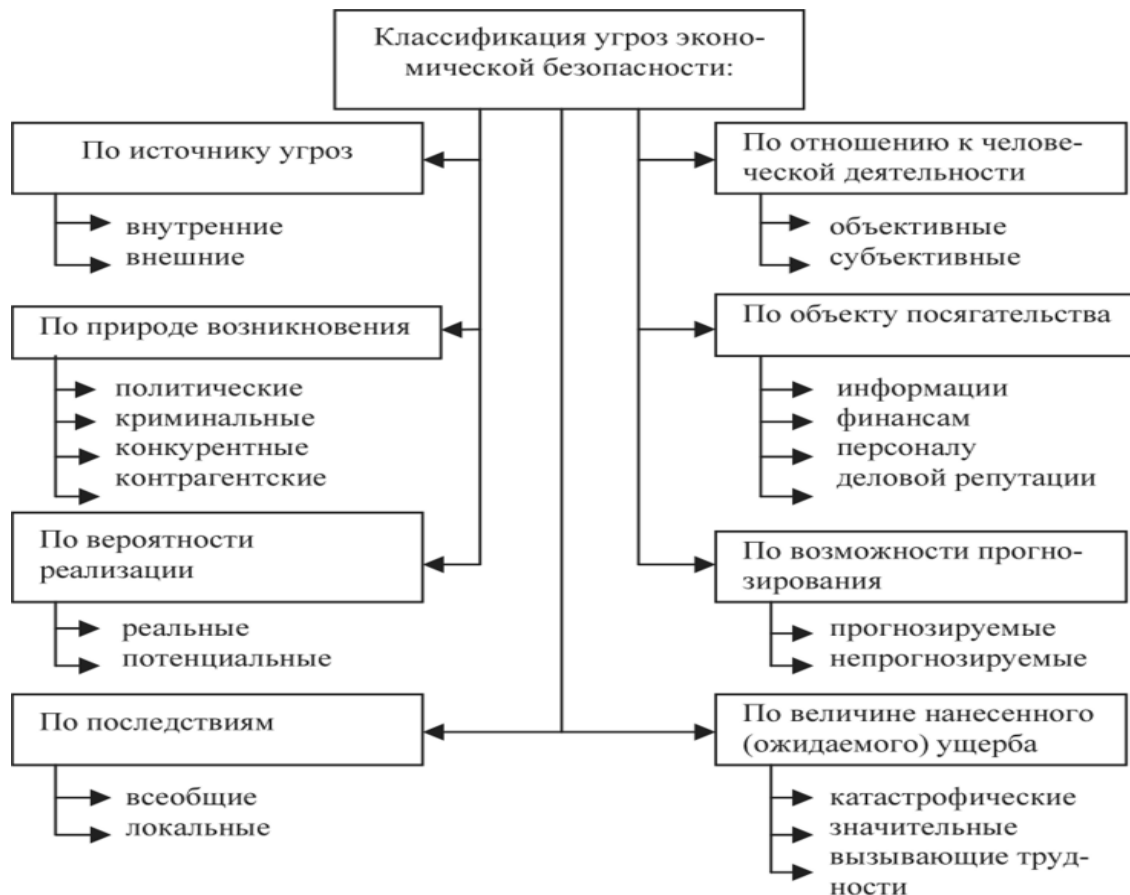 Классификация угроз эконо-
мической безопасности:
По источнику угроз
внутренние
внешние
По природе возникновения
политические
криминальные
конкурентные
контрагентские
По вероятности
реализации
реальные
потенциальные
По последствиям
всеобщие
локальные
По отношению к челове-
ческой деятельности
объективные
субъективные
По объекту посягательства
информации
финансам
персоналу
деловой репутации
По возможности прогно-
зирования
прогнозируемые
непрогнозируемые
По величине нанесенного
(ожидаемого) ущерба
катастрофические
значительные
вызывающие труд-
ности